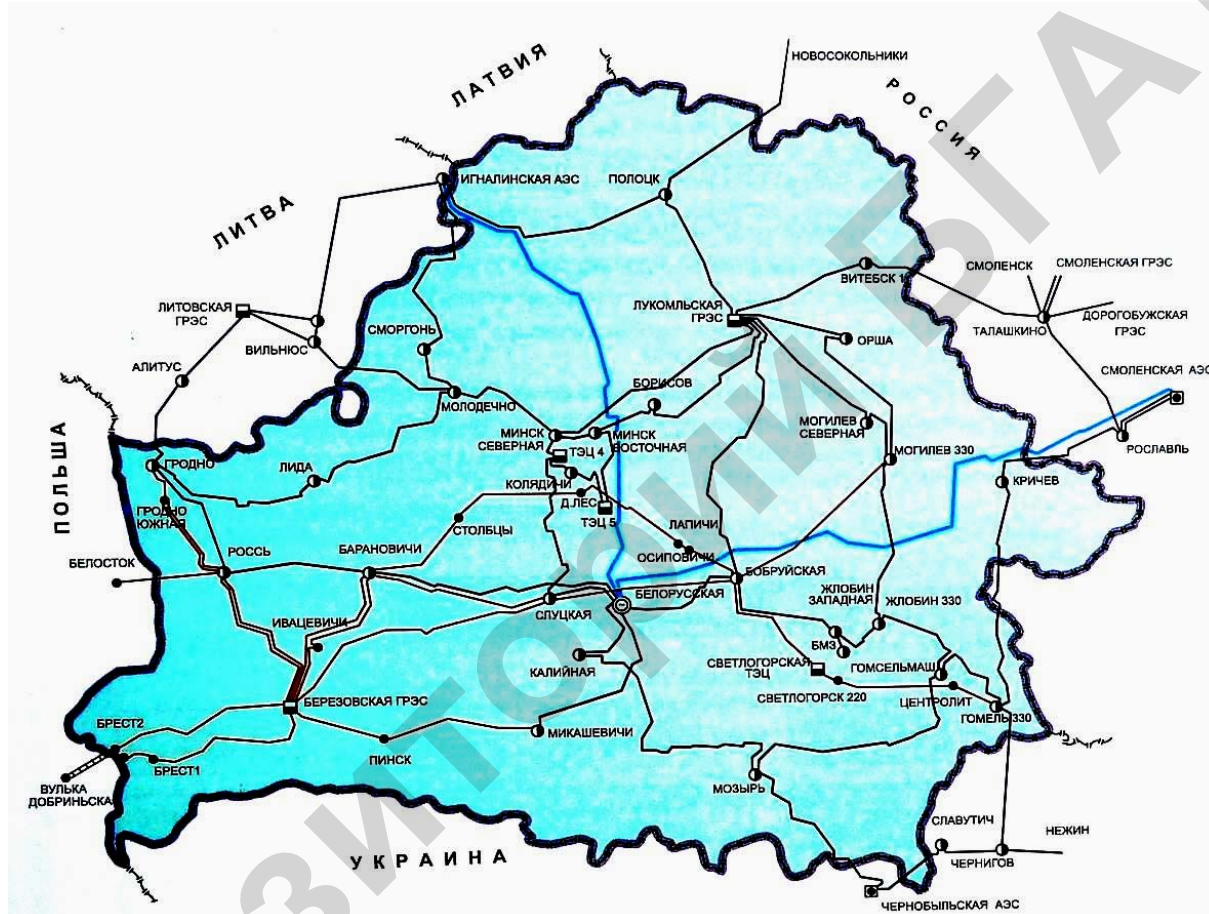 НОВОСОКОЛЬНИКИ
ЛАТВИЯ
РОССИЯ
ИГНАЛИНСКАЯ АЭС
ПОЛОЦК
ЛИТВА
ВИТЕБСК 1
СМОЛЕНСК
СМОЛЕНСКАЯ ГРЭС
ЛИТОВСКАЯ
ГРЭС
ЛУКОМЛЬСКАЯ
ГРЭС
ТАЛАШКИНО
ДОРОГОБУЖСКАЯ
ГРЭС
СМОРГОНЬ
ВИЛЬНЮС
ОРША
АЛИТУС
БОРИСОВ
СМОЛЕНСКАЯ АЭС
МОЛОДЕЧНО
МОГИЛЕВ
СЕВЕРНАЯ
МИНСК
СЕВЕРНАЯ
МИНСК
ВОСТОЧНАЯ
ПОЛЬША
ГРОДНО
ЛИДА
ТЭЦ 4
МОГИЛЕВ 330
РОСЛАВЛЬ
КОЛЯДИЧИ
КРИЧЕВ
ГРОДНО
ЮЖНАЯ
Д.ЛЕС
ТЭЦ 5
СТОЛБЦЫ
ЛАПИЧИ
ОСИПОВИЧИ
БЕЛОСТОК
РОССЬ
БАРАНОВИЧИ
БОБРУЙСКАЯ
БЕЛОРУССКАЯ
СЛУЦКАЯ
ЖЛОБИН
ЗАПАДНАЯ
ЖЛОБИН 330
ИВАЦЕВИЧИ
БМЗ
КАЛИЙНАЯ
СВЕТЛОГОРСКАЯ
ТЭЦ
ГОМСЕЛЬМАШ
СВЕТЛОГОРСК 220
ЦЕНТРОЛИТ
БЕРЕЗОВСКАЯ ГРЭС
ГОМЕЛЬ 330
БРЕСТ2
МИКАШЕВИЧИ
БРЕСТ1
ПИНСК
ВУЛЬКА
ДОБРИНЬСКА
МОЗЫРЬ
СЛАВУТИЧ
НЕЖИН
УКРАИНА
ЧЕРНИГОВ
ЧЕРНОБЫЛЬСКАЯ АЭС
ЗИТОРИЙ БГА